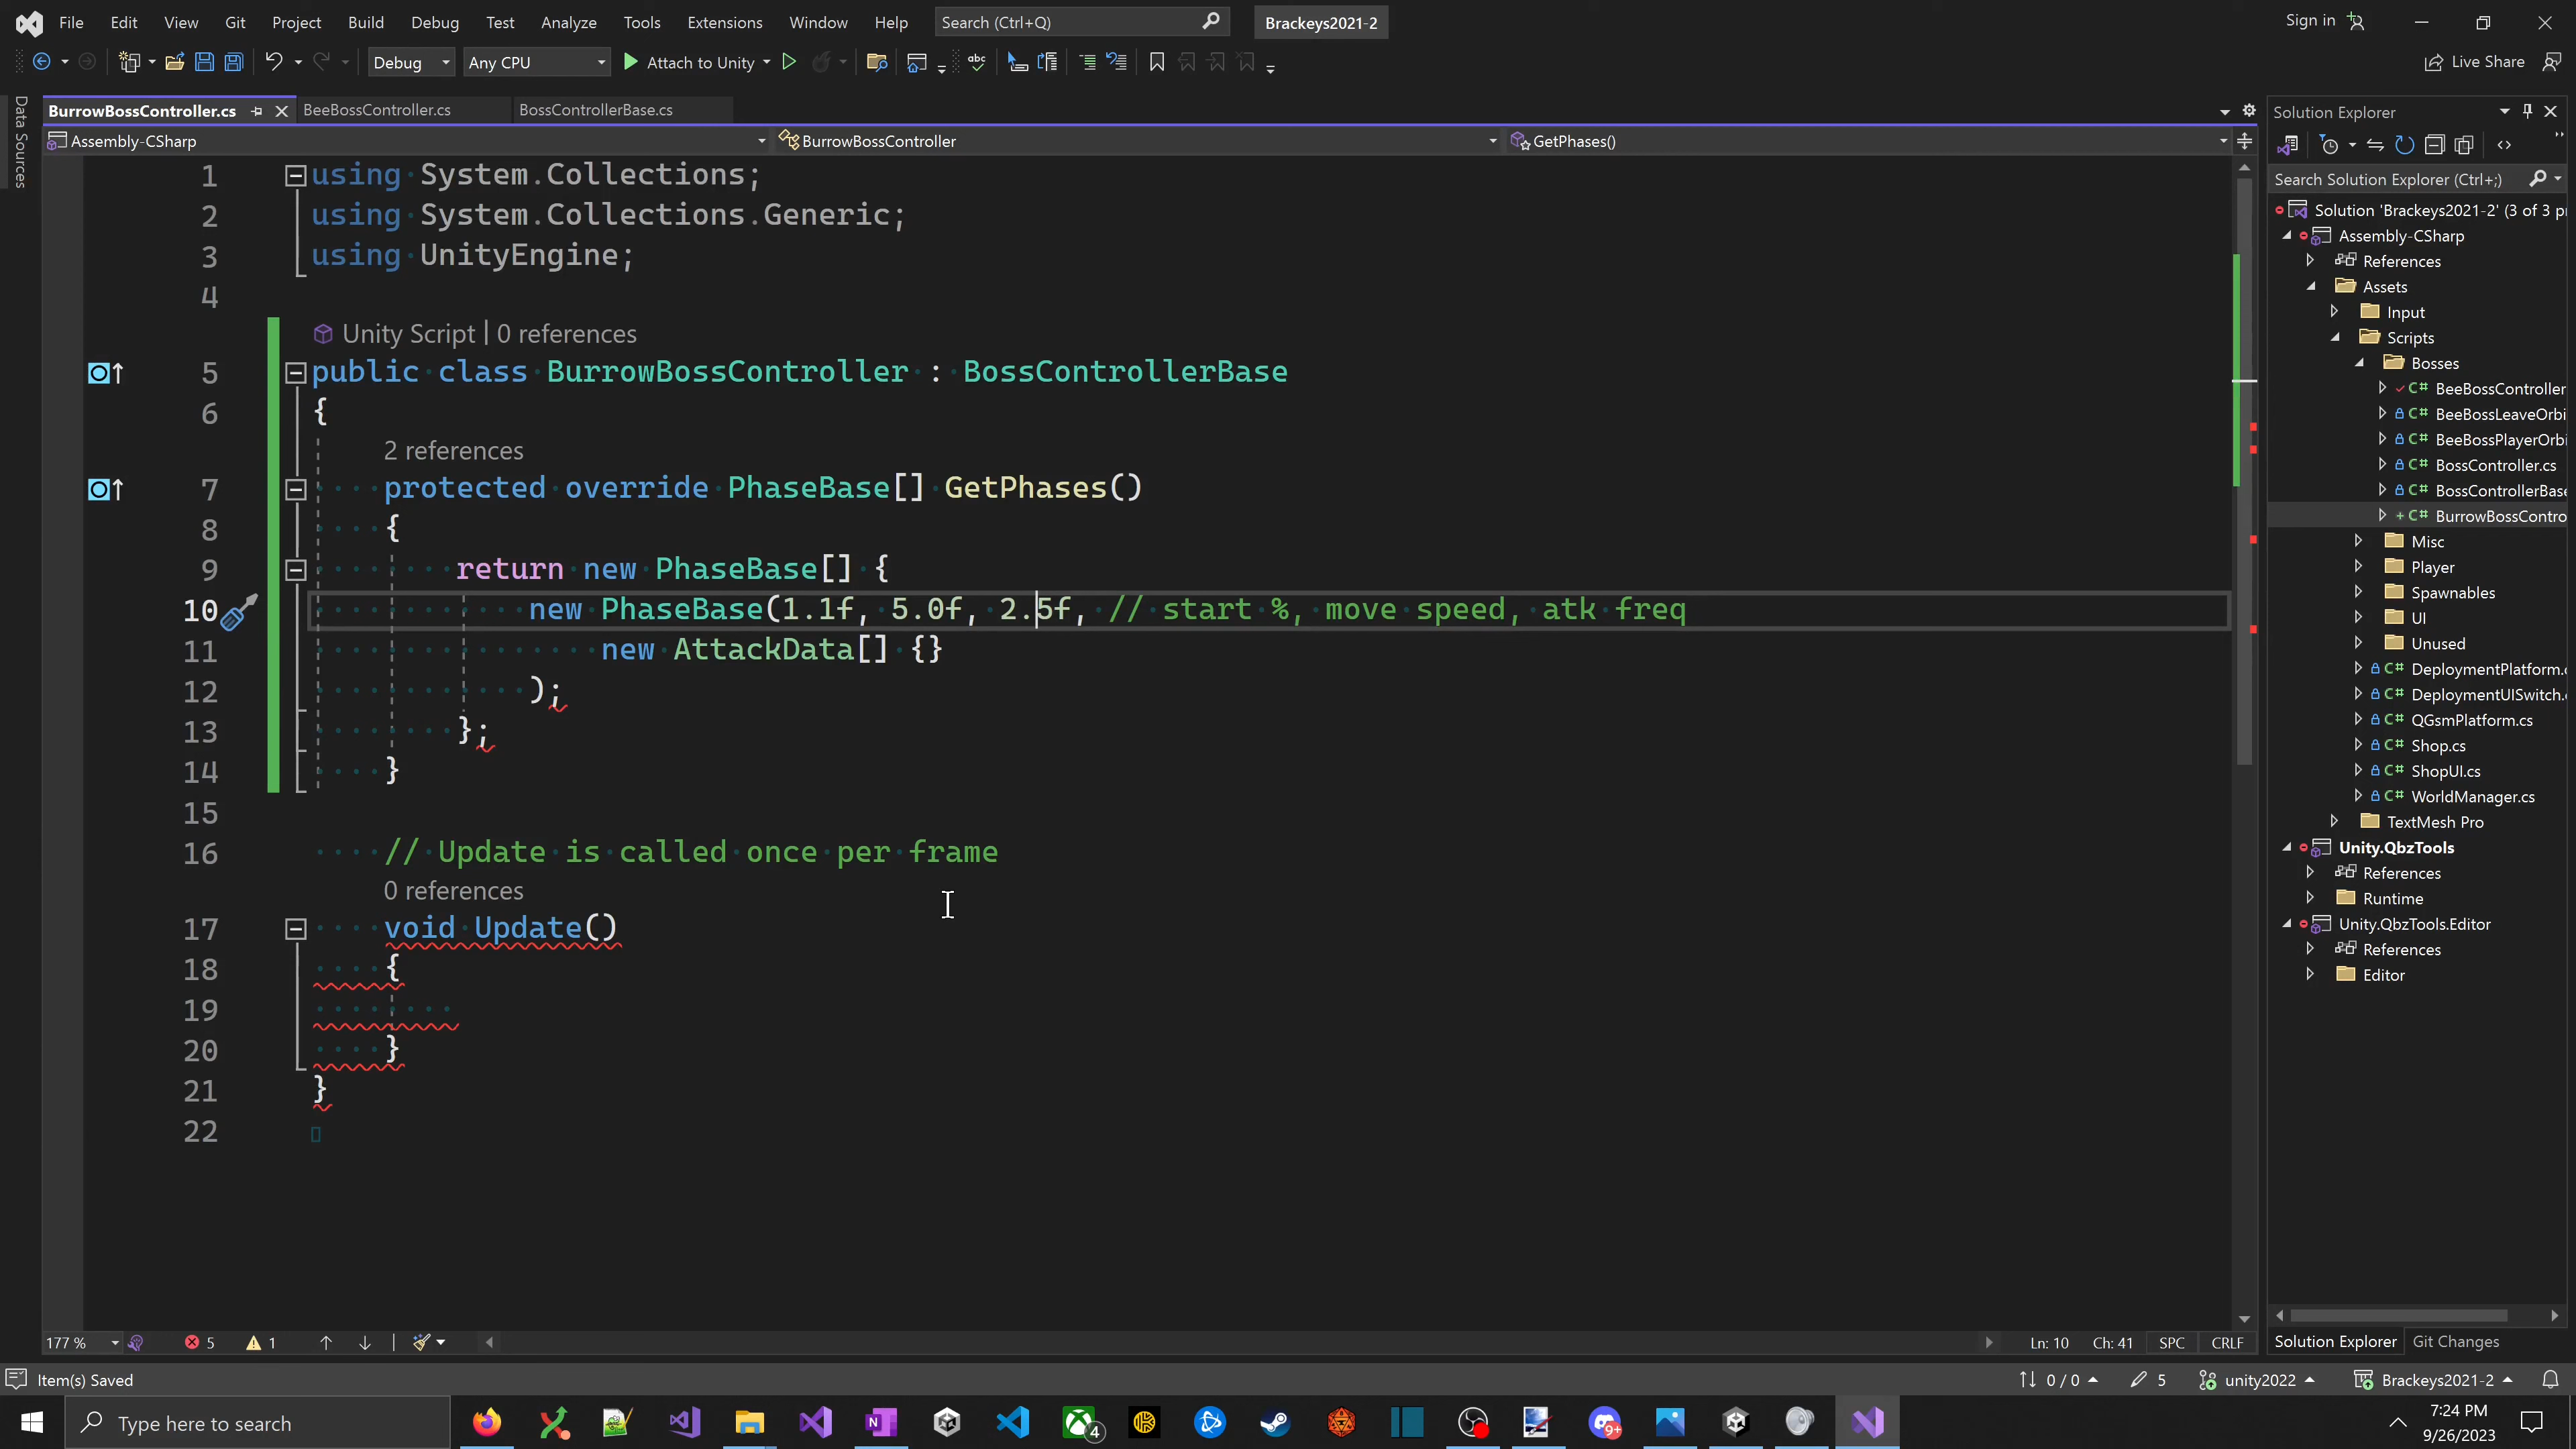 File Edit View Git Project Build Debug Test Analyze Tools Extensions Window Help Search (Ctrl+Q) Brackeys2021-2 Sign in
Debug Any CPU Attach to Unity Live Share
Data Sources
BurrowBossController.cs BeeBossController.cs BossControllerBase.cs
Assembly-CSharp BurrowBossController GetPhases()
1 using System.Collections;
2 using System.Collections.Generic;
3 using UnityEngine;
4
Unity Script | 0 references
5 public class BurrowBossController : BossControllerBase
6 {
2 references
7 protected override PhaseBase[] GetPhases()
8 {
9 return new PhaseBase[] {
10 new PhaseBase(1.1f, 5.0f, 2.5f, // start %, move speed, atk freq
11 new AttackData[] {}
12 );
13 };
14 }
15
16 // Update is called once per frame
0 references
17 void Update()
18 {
19
20 }
21 }
22
177 % 5 1 Ln: 10 Ch: 41 SPC CRLF
Solution Explorer
Search Solution Explorer (Ctrl+;)
Solution 'Brackeys2021-2' (3 of 3 pr
Assembly-CSharp
References
Assets
Input
Scripts
Bosses
C# BeeBossController
C# BeeBossLeaveOrbi
C# BeeBossPlayerOrbi
C# BossController.cs
C# BossControllerBase
C# BurrowBossContro
Misc
Player
Spawnables
UI
Unused
C# DeploymentPlatform.c
C# DeploymentUISwitch.c
C# QGsmPlatform.cs
C# Shop.cs
C# ShopUI.cs
C# WorldManager.cs
TextMesh Pro
Unity.QbzTools
References
Runtime
Unity.QbzTools.Editor
References
Editor
Solution Explorer Git Changes
Item(s) Saved 0 / 0 5 unity2022 Brackeys2021-2
Type here to search 4 9+ 7:24 PM
9/26/2023